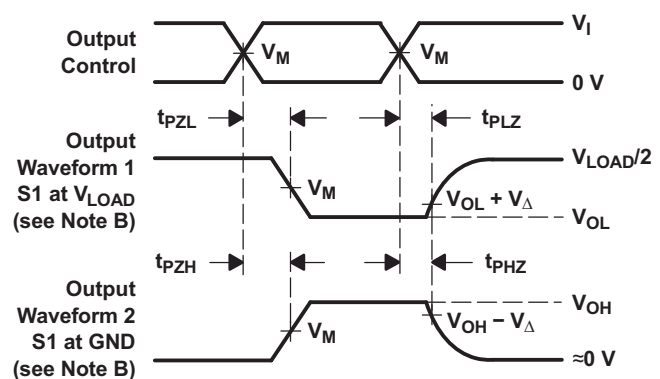 Output
Control
V_M
V_M
V_I
0 V
t_PZL
t_PLZ
Output
Waveform 1
S1 at V_LOAD
(see Note B)
V_M
V_OL + V_Δ
V_LOAD/2
V_OL
t_PZH
t_PHZ
Output
Waveform 2
S1 at GND
(see Note B)
V_M
V_OH − V_Δ
V_OH
≈0 V